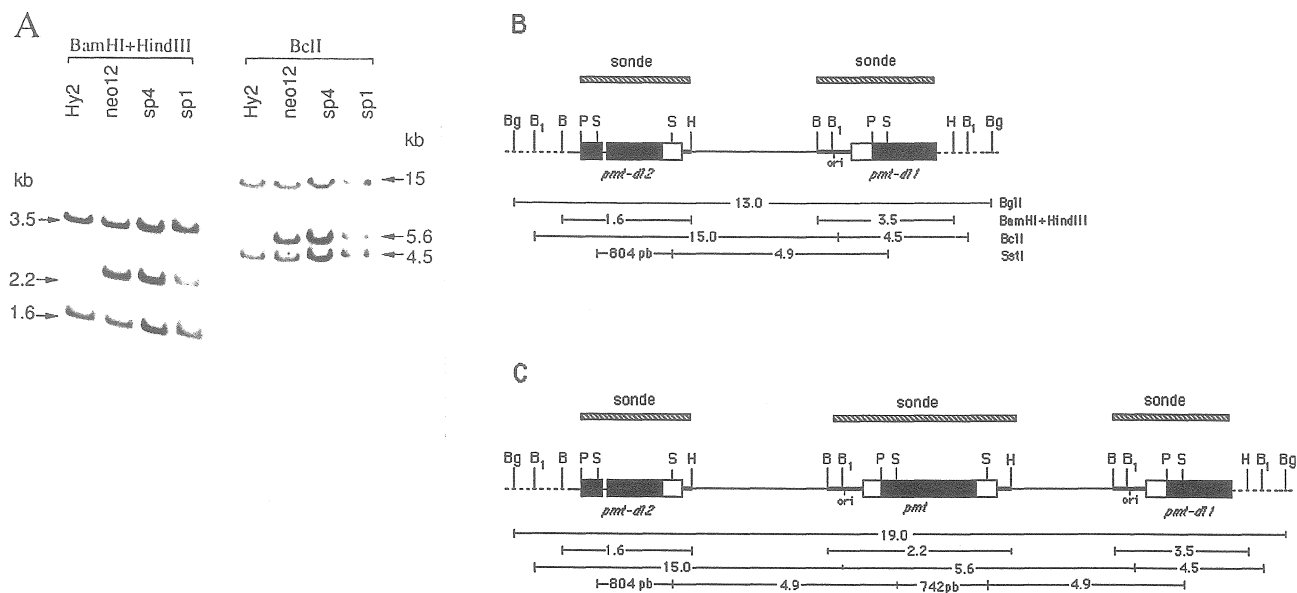 A
BamHI+HindIII
BclI
Hy2
neo12
sp4
sp1
Hy2
neo12
sp4
sp1
kb
3.5
2.2
1.6
kb
15
5.6
4.5
B
sonde
sonde
Bg B1 B P S S H B B1 P S H B1 Bg
ori
pmt-dl2
pmt-dl1
13.0 BglI
1.6 3.5 BamHI+HindIII
15.0 4.5 BclI
804 pb 4.9 SstI
C
sonde
sonde
sonde
Bg B1 B P S S H B B1 P S S H B B1 P S H B1 Bg
ori
ori
pmt-dl2
pmt
pmt-dl1
19.0
1.6 2.2 3.5
15.0 5.6 4.5
804 pb 4.9 742pb 4.9